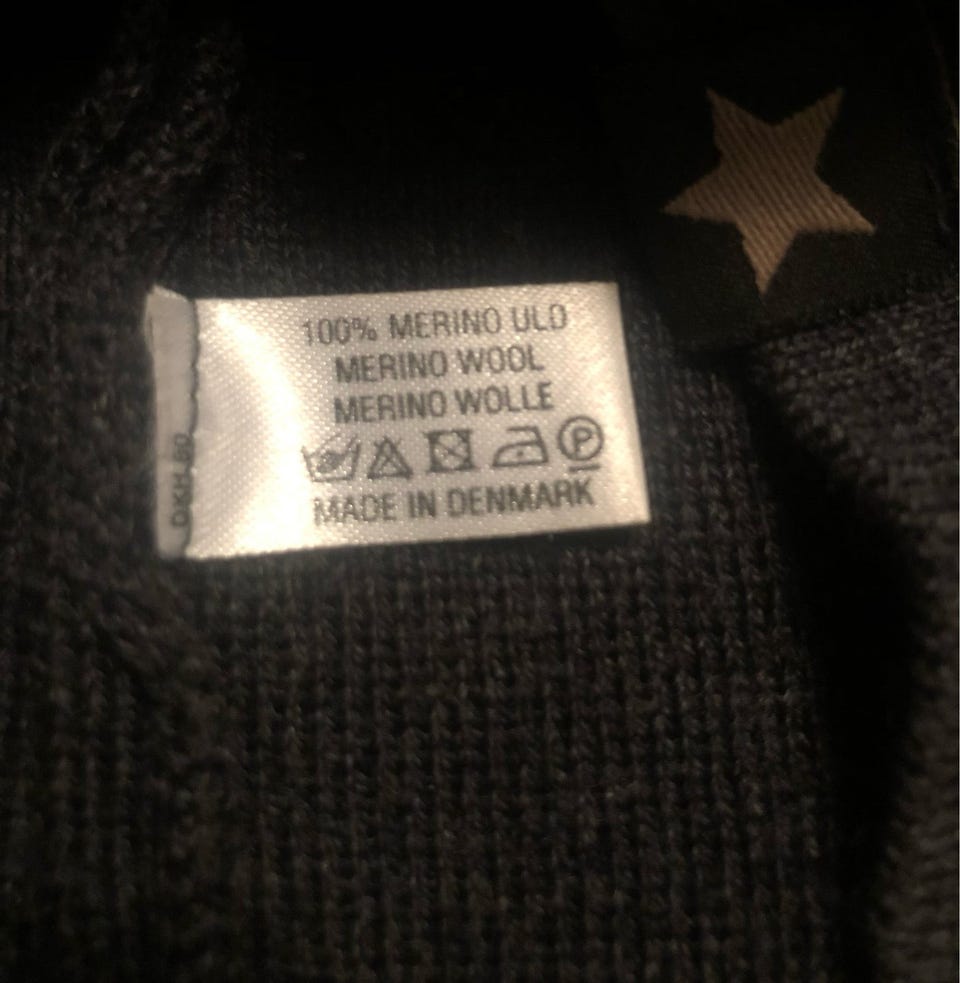 100% MERINO ULD
MERINO WOOL
MERINO WOLLE
P
MADE IN DENMARK